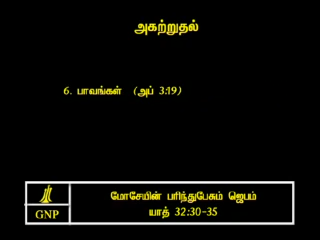 அகற்றுதல்
6. பாவங்கள் (அப் 3:19)
மோசேயின் பரிந்துபேசும் ஜெபம்
யாத் 32:30-35
GNP